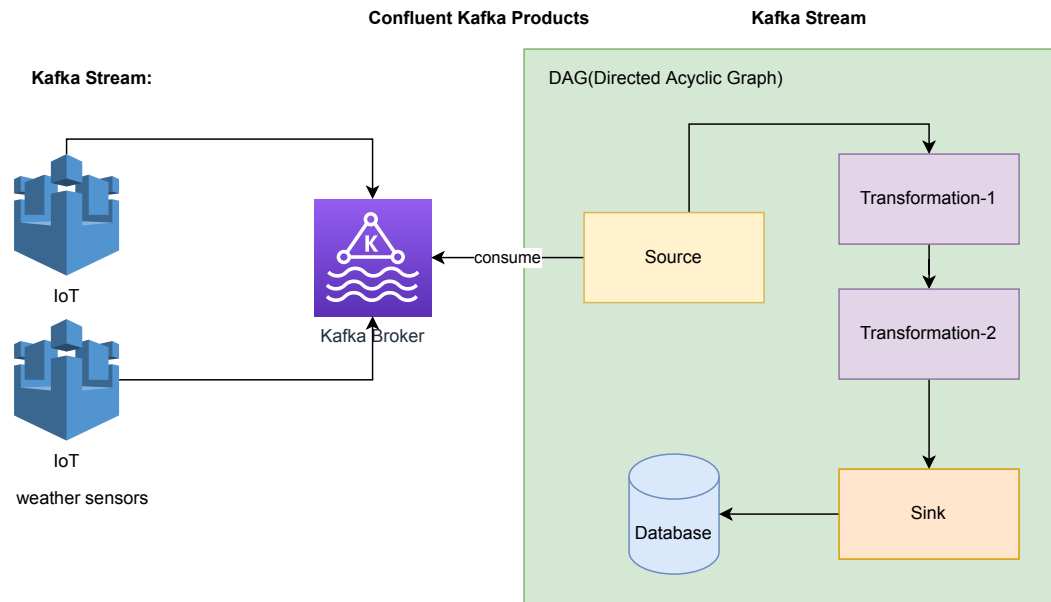 Confluent Kafka Products
Kafka Stream
Kafka Stream:
DAG(Directed Acyclic Graph)
IoT
IoT
weather sensors
K
Kafka Broker
consume
Source
Transformation-1
Transformation-2
Sink
Database